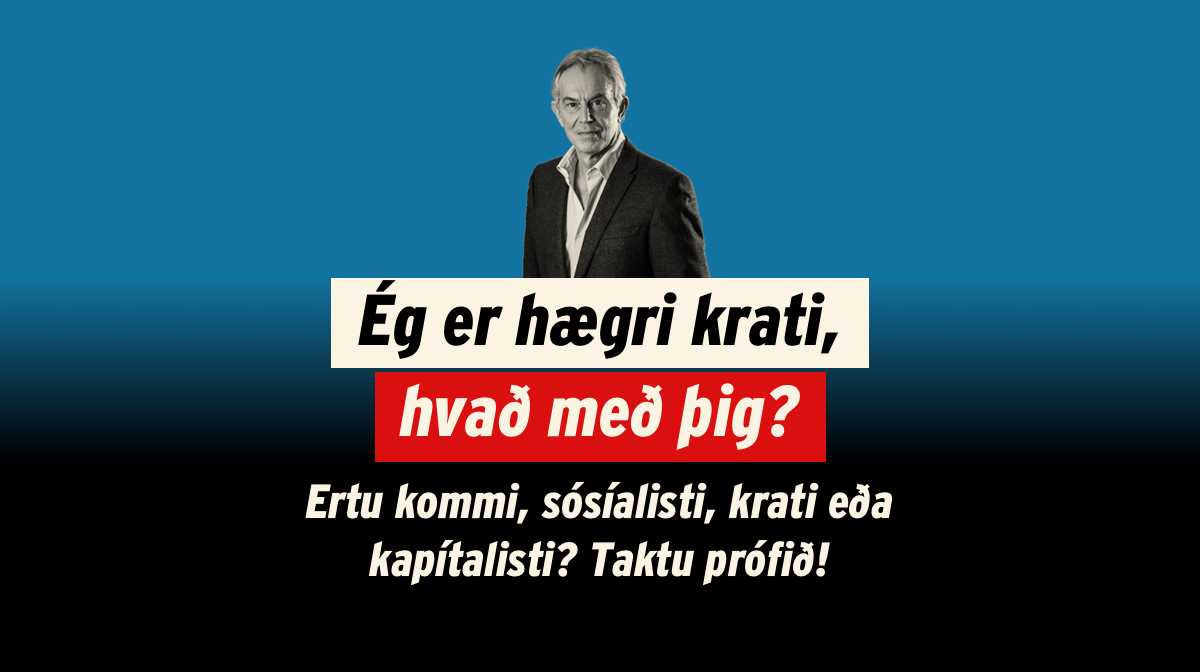 Ég er hægri krati,
hvað með þig?
Ertu kommi, sósíalisti, krati eða
kapítalisti? Taktu prófið!